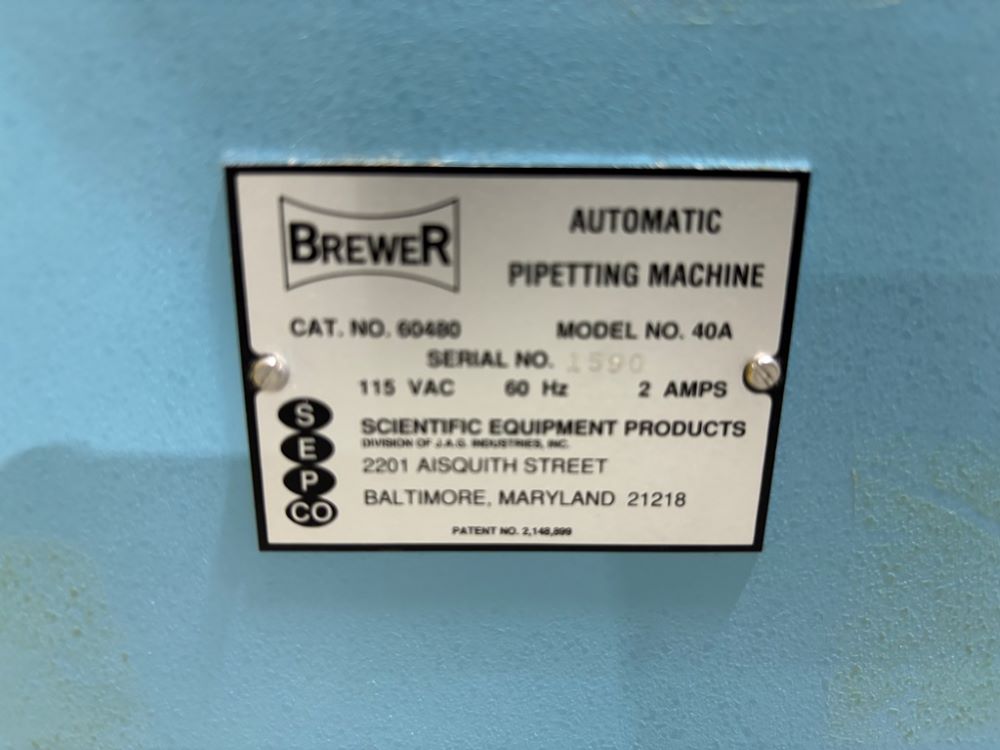 BREWER
AUTOMATIC
PIPETTING MACHINE
CAT. NO. 60480 MODEL NO. 40A
SERIAL NO. 1590
115 VAC 60 Hz 2 AMPS
S
E
P
CO
SCIENTIFIC EQUIPMENT PRODUCTS
DIVISION OF J.A.G. INDUSTRIES, INC.
2201 AISQUITH STREET
BALTIMORE, MARYLAND 21218
PATENT NO. 2,148,899